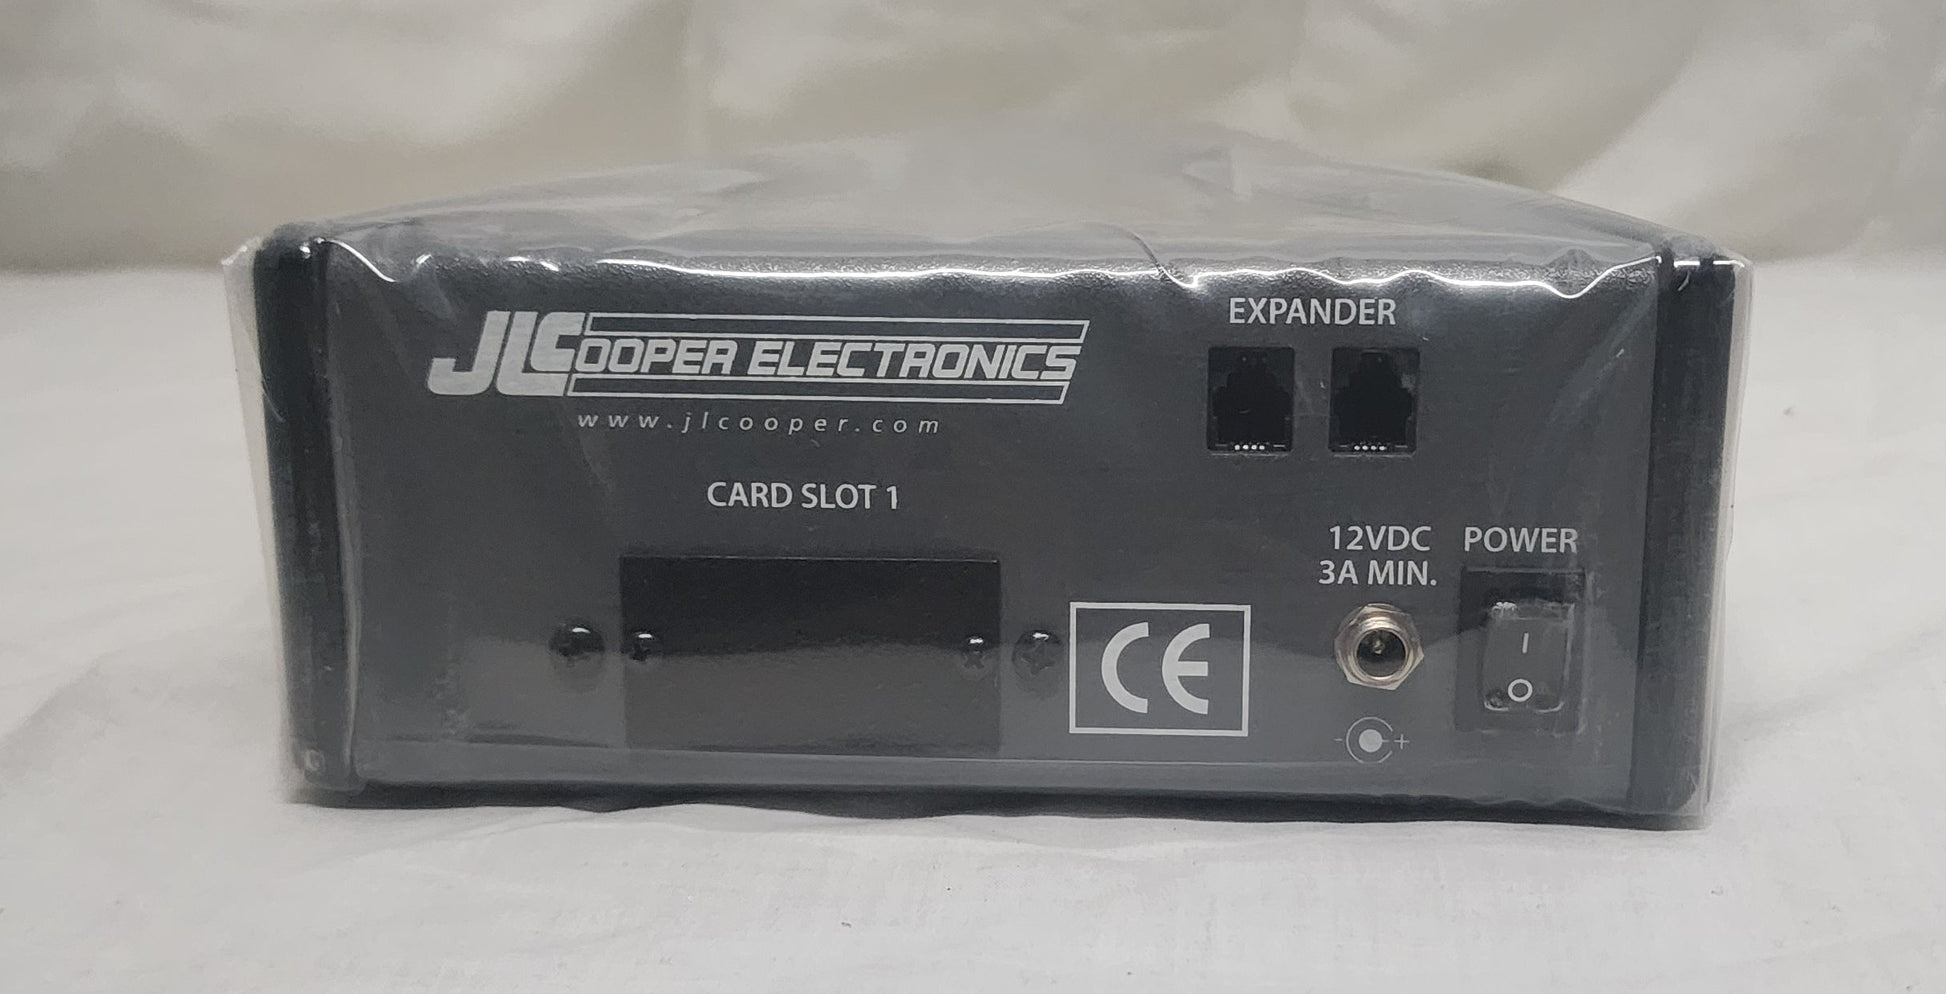 JLCOOPER ELECTRONICS
www.jlcooper.com
EXPANDER
CARD SLOT 1
12VDC
3A MIN.
POWER
CE
- +
I
O